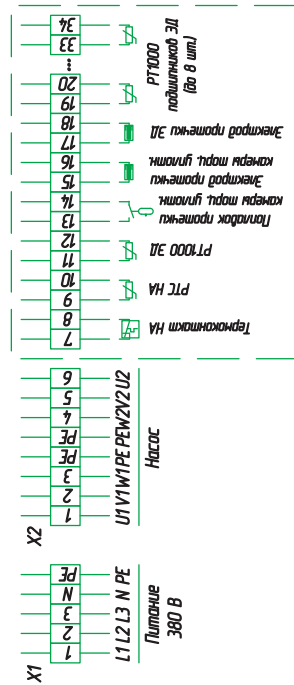 X1
1 2 3 N PE
L1 L2 L3 N PE
Питание
380 В
X2
1 2 3 PE PE 4 5 6
U1 V1 W1 PE PE W2 V2 U2
Насос
7 8 9 10 11 12 13 14 15 16 17 18 19 20 ... 33 34
Термоконтакт НА
PTC НА
PT1000 ЭД
Поплавок протечки
камеры торц. уплотн.
Электрод протечки
камеры торц. уплотн.
Электрод протечки ЭД
PT1000
подшипников ЭД
(до 8 шт.)